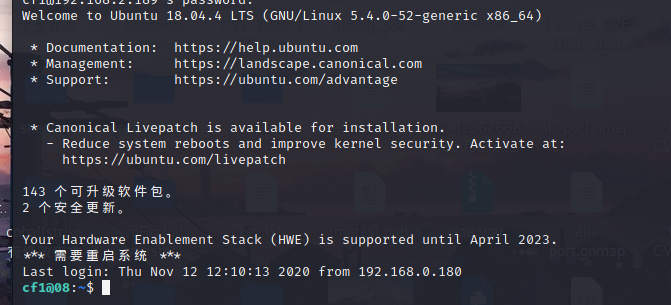 cf1@192.168.2.189's password:
Welcome to Ubuntu 18.04.4 LTS (GNU/Linux 5.4.0-52-generic x86_64)
* Documentation:  https://help.ubuntu.com
* Management:     https://landscape.canonical.com
* Support:        https://ubuntu.com/advantage
* Canonical Livepatch is available for installation.
- Reduce system reboots and improve kernel security. Activate at:
https://ubuntu.com/livepatch
143 个可升级软件包。
2 个安全更新。
Your Hardware Enablement Stack (HWE) is supported until April 2023.
*** 需要重启系统 ***
Last login: Thu Nov 12 12:10:13 2020 from 192.168.0.180
cf1@08:~$